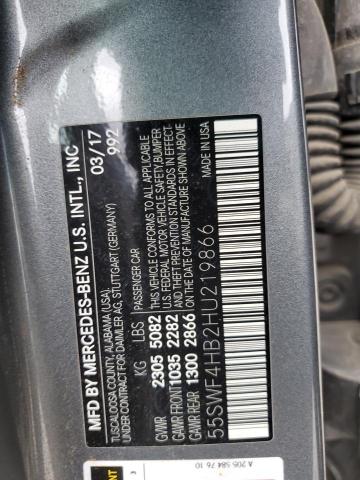 MFD BY MERCEDES-BENZ U.S. INTL., INC
TUSCALOOSA COUNTY, ALABAMA (USA),
FOR/UNDER CONTRACT FOR DAIMLER AG, STUTTGART (GERMANY)
03/17
992
PASSENGER CAR
KG LBS
GVWR 2305 5082
GAWR FRONT 1035 2282
GAWR REAR 1300 2866
THIS VEHICLE CONFORMS TO ALL APPLICABLE
U.S. FEDERAL MOTOR VEHICLE SAFETY, BUMPER
AND THEFT PREVENTION STANDARDS IN EFFECT
ON THE DATE OF MANUFACTURE SHOWN ABOVE
55SWF4HB2HU219866
MADE IN USA
A 205 584 76 10